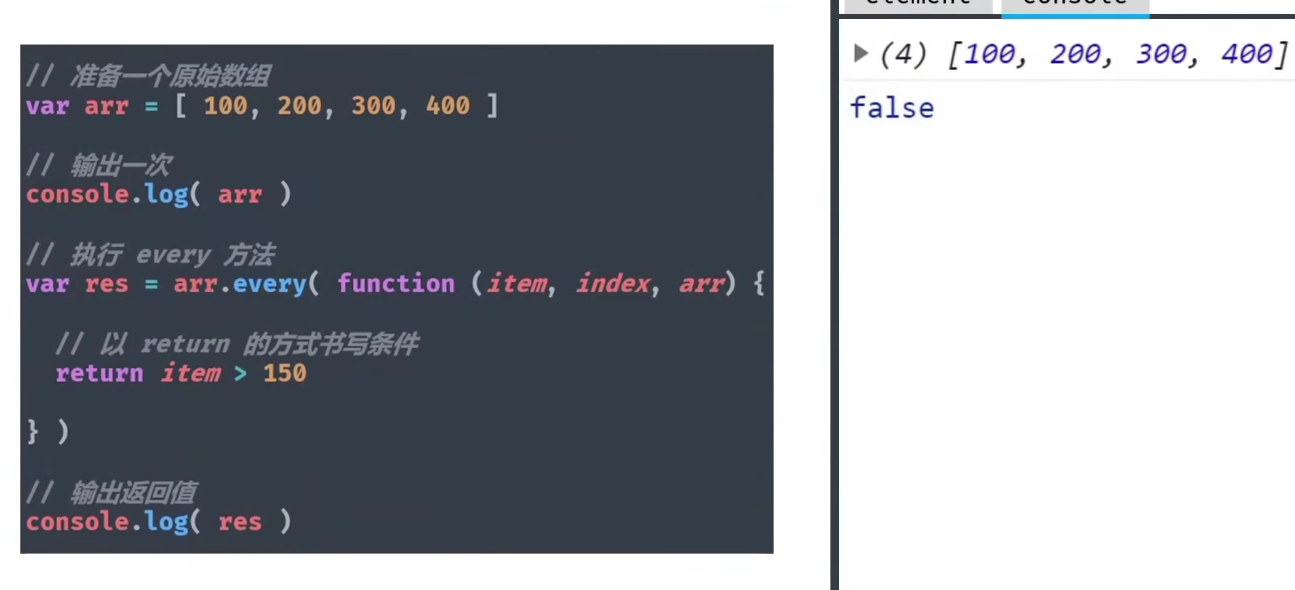 element console
// 准备一个原始数组
var arr = [ 100, 200, 300, 400 ]
// 输出一次
console.log( arr )
// 执行 every 方法
var res = arr.every( function (item, index, arr) {
// 以 return 的方式书写条件
return item > 150
} )
// 输出返回值
console.log( res )
(4) [100, 200, 300, 400]
false